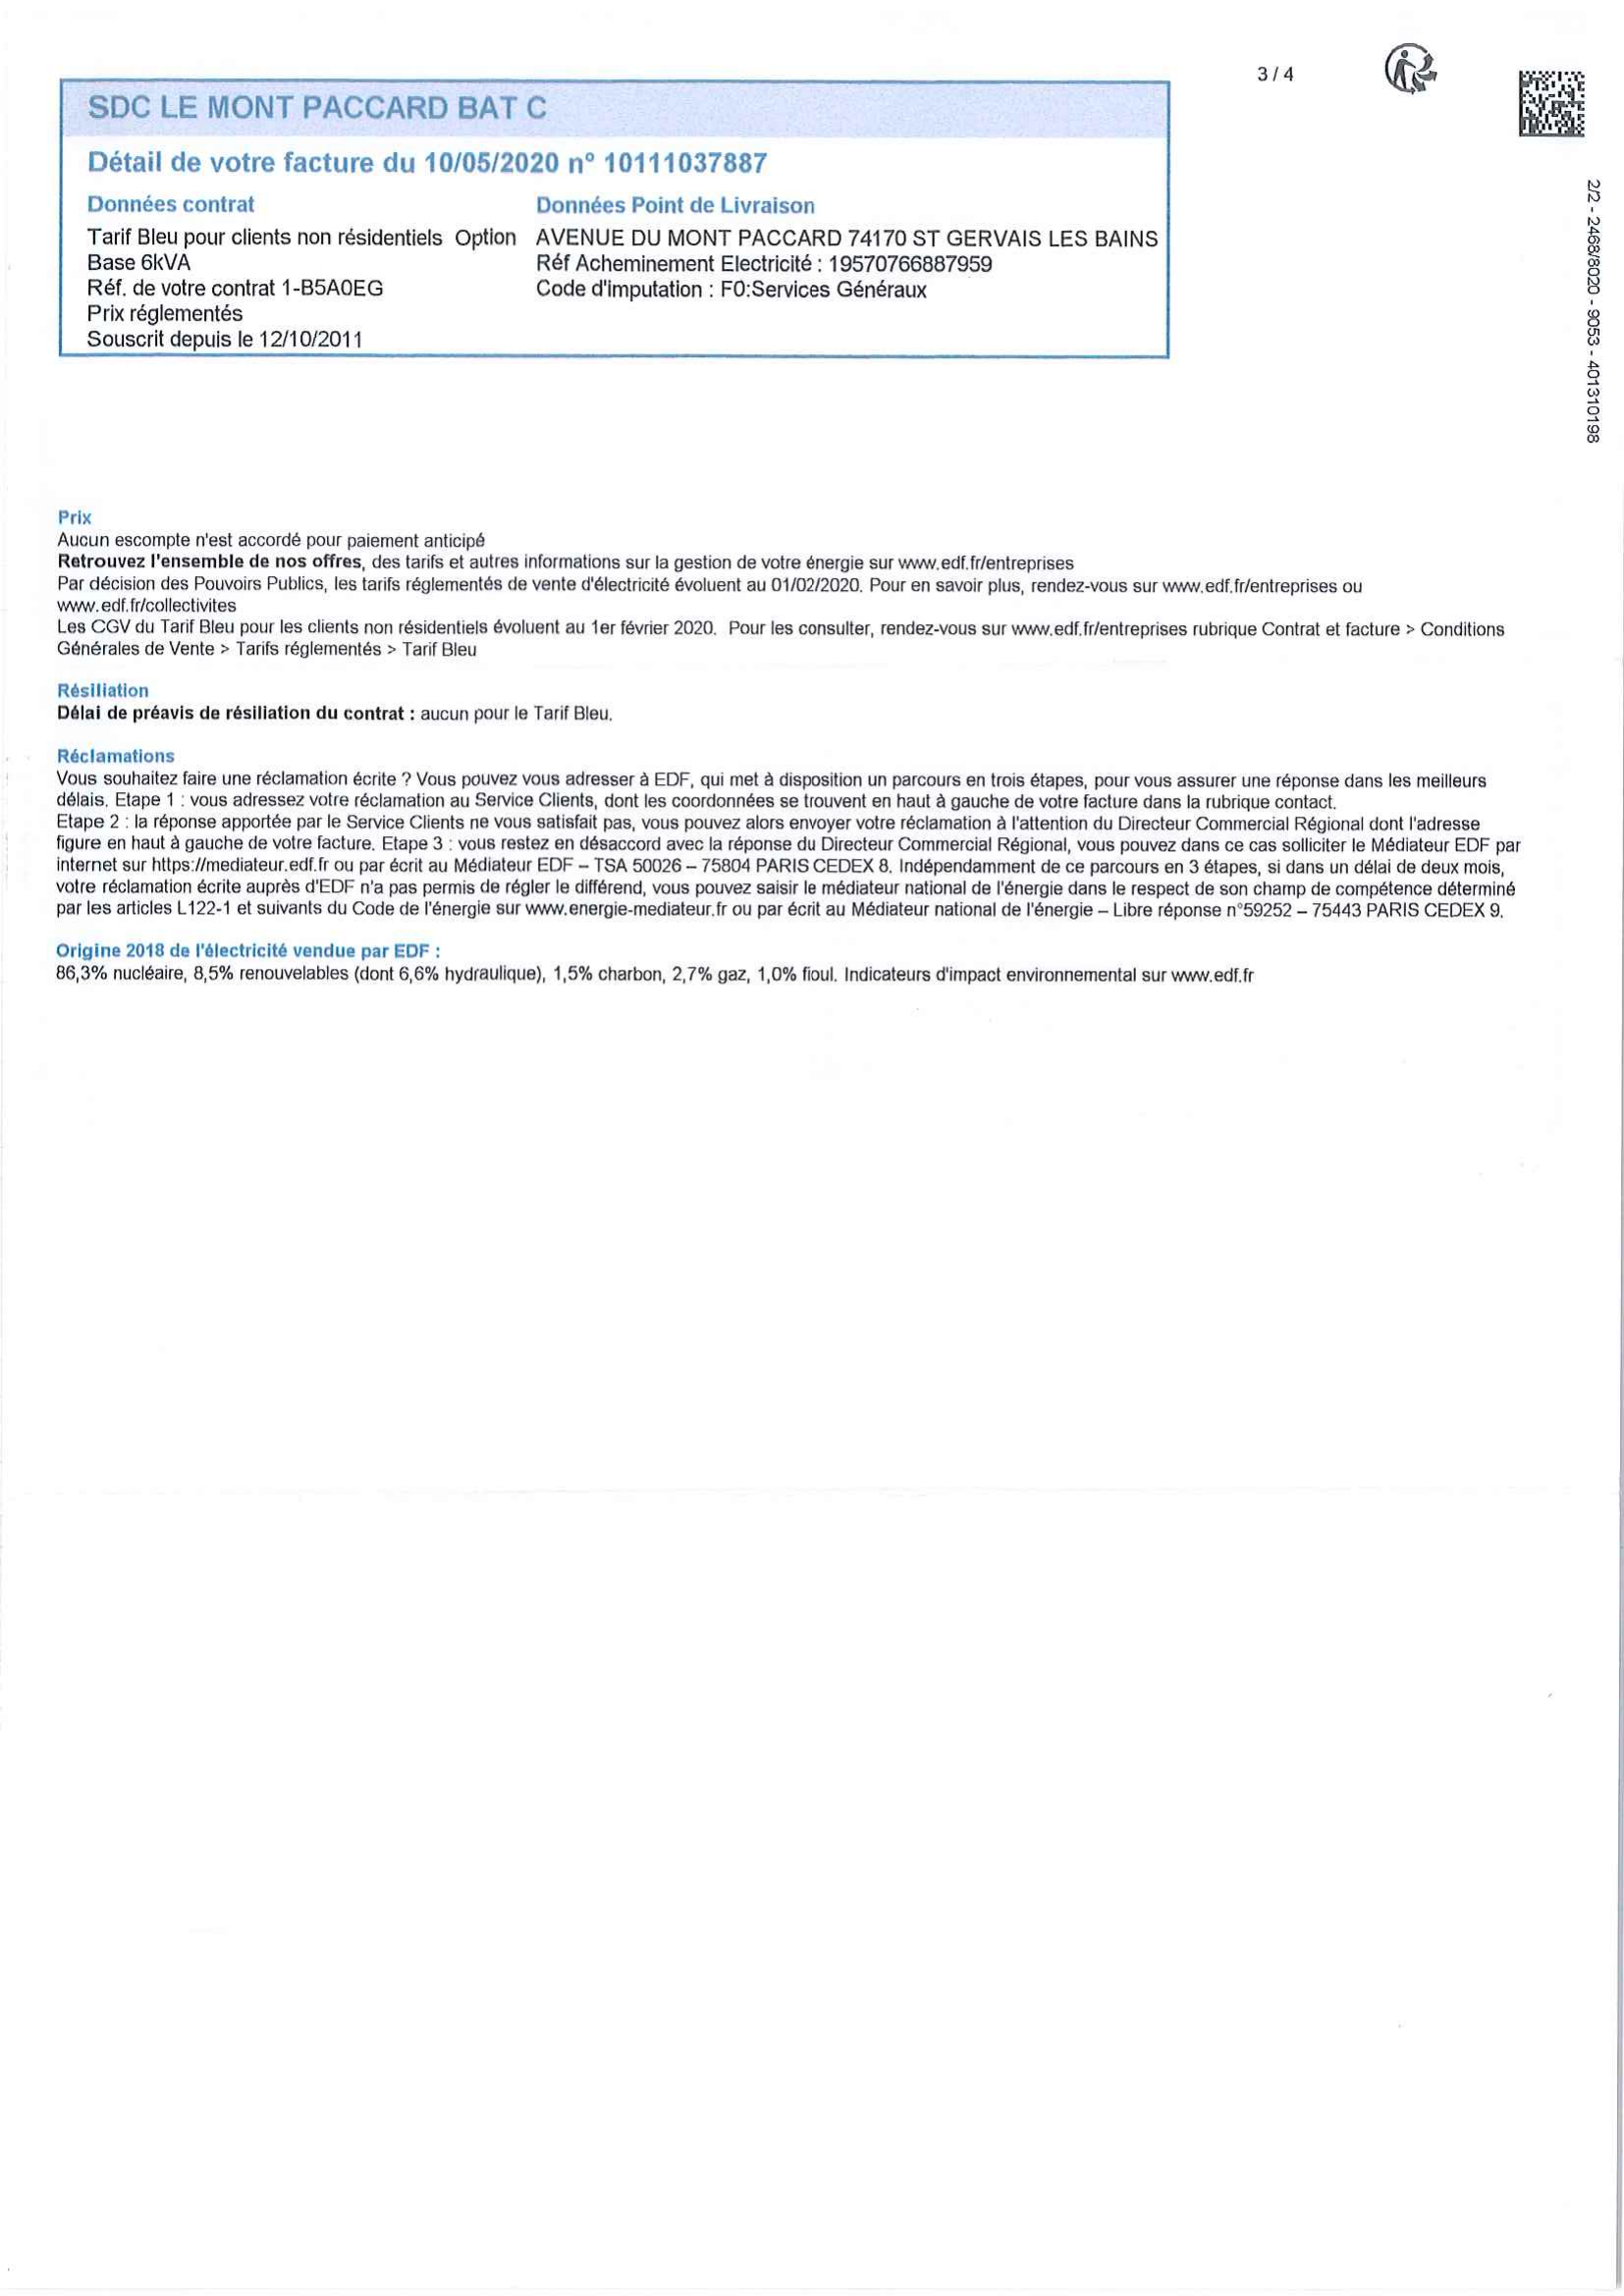 3 / 4
SDC LE MONT PACCARD BAT C
Détail de votre facture du 10/05/2020 n° 10111037887
Données contrat
Tarif Bleu pour clients non résidentiels Option
Base 6kVA
Réf. de votre contrat 1-B5A0EG
Prix réglementés
Souscrit depuis le 12/10/2011
Données Point de Livraison
AVENUE DU MONT PACCARD 74170 ST GERVAIS LES BAINS
Réf Acheminement Electricité : 19570766887959
Code d'imputation : F0:Services Généraux
2/2 - 2468/8020 - 9053 - 401310198
Prix
Aucun escompte n'est accordé pour paiement anticipé
Retrouvez l'ensemble de nos offres, des tarifs et autres informations sur la gestion de votre énergie sur www.edf.fr/entreprises
Par décision des Pouvoirs Publics, les tarifs réglementés de vente d'électricité évoluent au 01/02/2020. Pour en savoir plus, rendez-vous sur www.edf.fr/entreprises ou
www.edf.fr/collectivites
Les CGV du Tarif Bleu pour les clients non résidentiels évoluent au 1er février 2020. Pour les consulter, rendez-vous sur www.edf.fr/entreprises rubrique Contrat et facture > Conditions
Générales de Vente > Tarifs réglementés > Tarif Bleu
Résiliation
Délai de préavis de résiliation du contrat : aucun pour le Tarif Bleu.
Réclamations
Vous souhaitez faire une réclamation écrite ? Vous pouvez vous adresser à EDF, qui met à disposition un parcours en trois étapes, pour vous assurer une réponse dans les meilleurs
délais. Etape 1 : vous adressez votre réclamation au Service Clients, dont les coordonnées se trouvent en haut à gauche de votre facture dans la rubrique contact.
Etape 2 : la réponse apportée par le Service Clients ne vous satisfait pas, vous pouvez alors envoyer votre réclamation à l'attention du Directeur Commercial Régional dont l'adresse
figure en haut à gauche de votre facture. Etape 3 : vous restez en désaccord avec la réponse du Directeur Commercial Régional, vous pouvez dans ce cas solliciter le Médiateur EDF par
internet sur https://mediateur.edf.fr ou par écrit au Médiateur EDF – TSA 50026 – 75804 PARIS CEDEX 8. Indépendamment de ce parcours en 3 étapes, si dans un délai de deux mois,
votre réclamation écrite auprès d'EDF n'a pas permis de régler le différend, vous pouvez saisir le médiateur national de l'énergie dans le respect de son champ de compétence déterminé
par les articles L122-1 et suivants du Code de l'énergie sur www.energie-mediateur.fr ou par écrit au Médiateur national de l'énergie – Libre réponse n°59252 – 75443 PARIS CEDEX 9.
Origine 2018 de l'électricité vendue par EDF :
86,3% nucléaire, 8,5% renouvelables (dont 6,6% hydraulique), 1,5% charbon, 2,7% gaz, 1,0% fioul. Indicateurs d'impact environnemental sur www.edf.fr